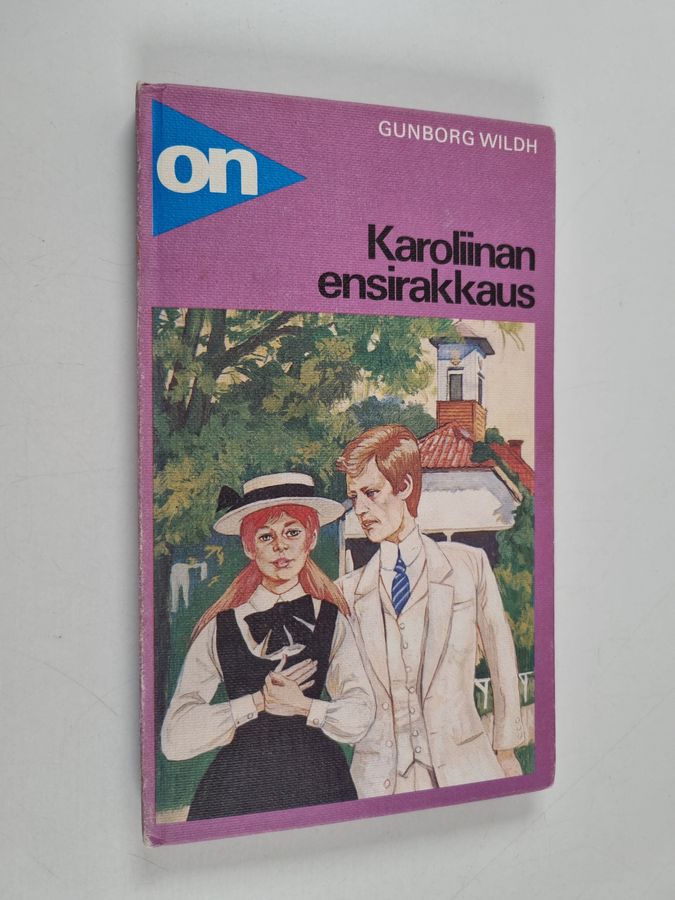 on
GUNBORG WILDH
Karoliinan
ensirakkaus